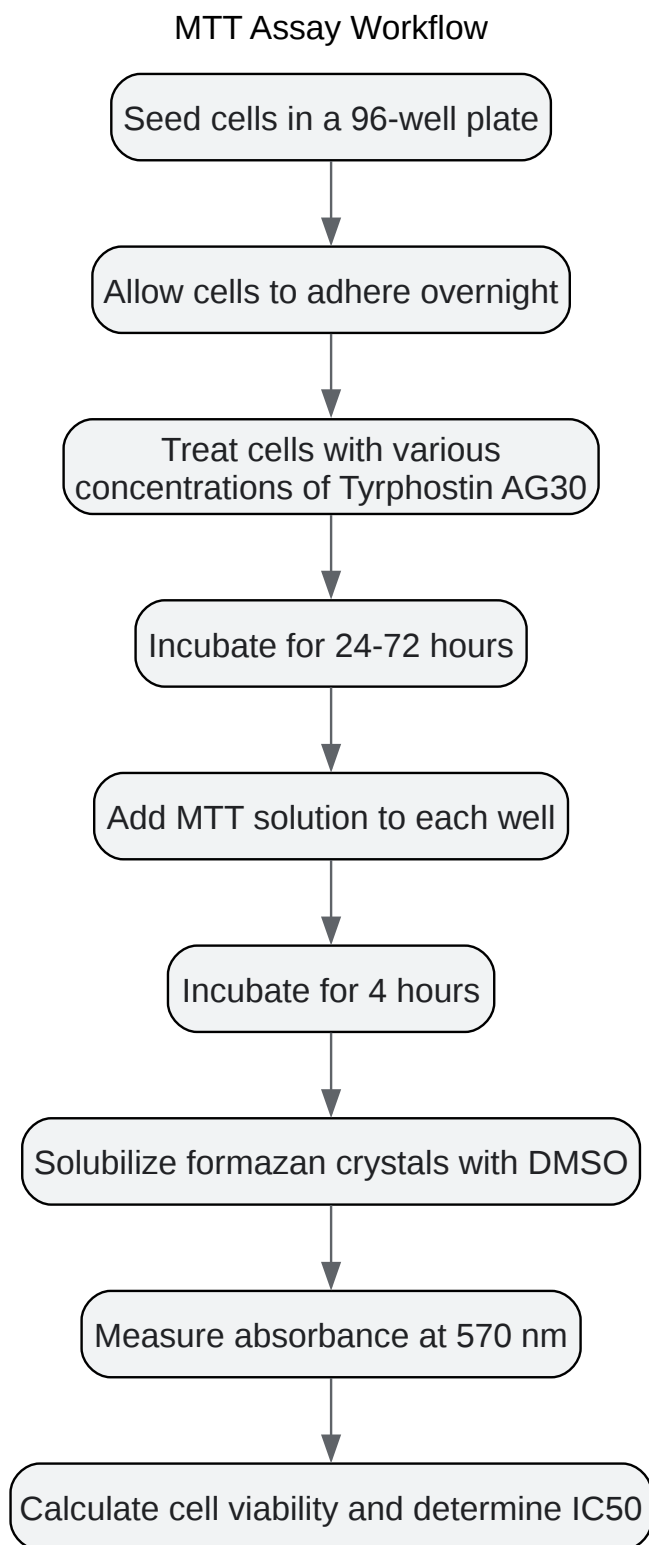 MTT Assay Workflow
Seed cells in a 96-well plate
Allow cells to adhere overnight
Treat cells with various
concentrations of Tyrphostin AG30
Incubate for 24-72 hours
Add MTT solution to each well
Incubate for 4 hours
Solubilize formazan crystals with DMSO
Measure absorbance at 570 nm
Calculate cell viability and determine IC50